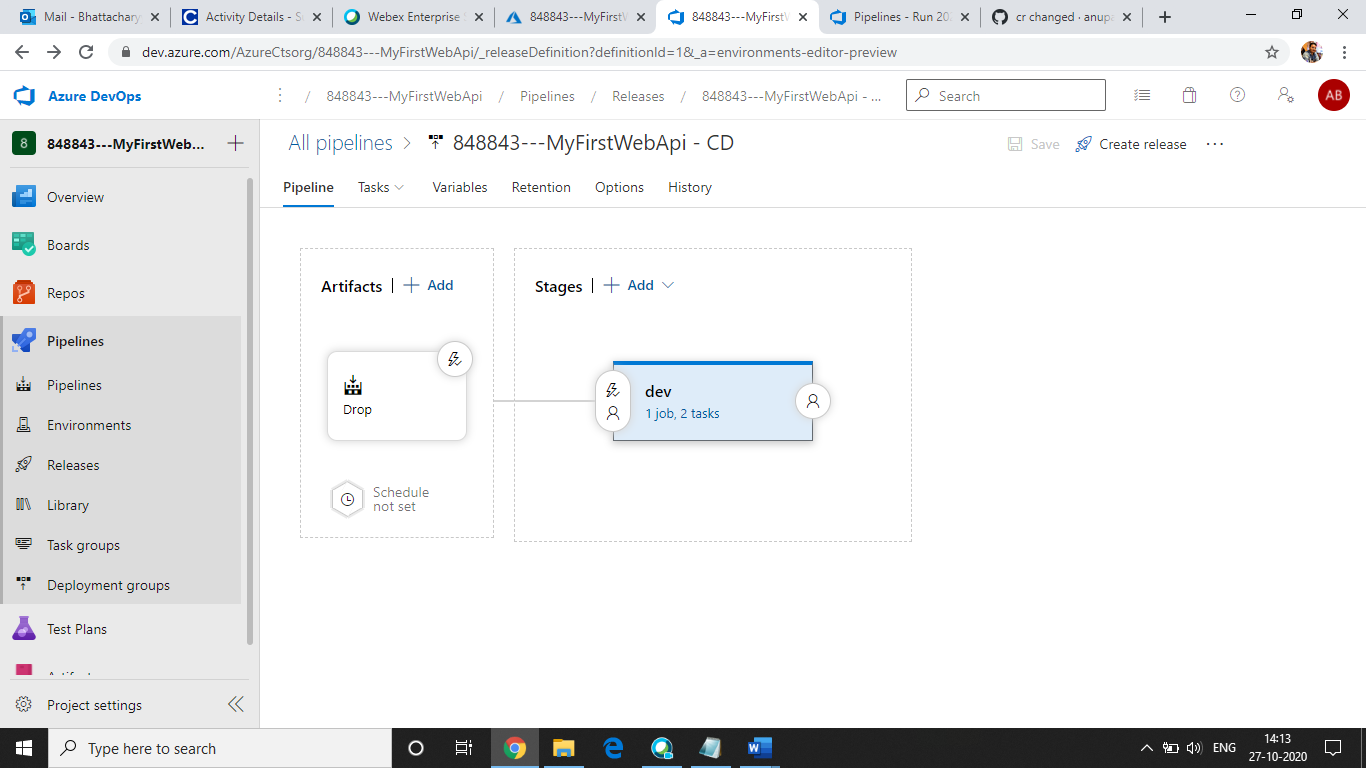 Mail - Bhattachary
Activity Details - S
Webex Enterprise
848843---MyFirstW
848843---MyFirstW
Pipelines - Run 20
cr changed · anupa
dev.azure.com/AzureCtsorg/848843---MyFirstWebApi/_releaseDefinition?definitionId=1&_a=environments-editor-preview
Azure DevOps
/ 848843---MyFirstWebApi / Pipelines / Releases / 848843---MyFirstWebApi - ...
Search
AB
8
848843---MyFirstWeb...
All pipelines > 848843---MyFirstWebApi - CD
Save
Create release
Pipeline
Tasks
Variables
Retention
Options
History
Overview
Boards
Repos
Pipelines
Pipelines
Environments
Releases
Library
Task groups
Deployment groups
Test Plans
Project settings
Artifacts | + Add
Stages | + Add
Drop
Schedule
not set
dev
1 job, 2 tasks
Type here to search
W
ENG
14:13
27-10-2020